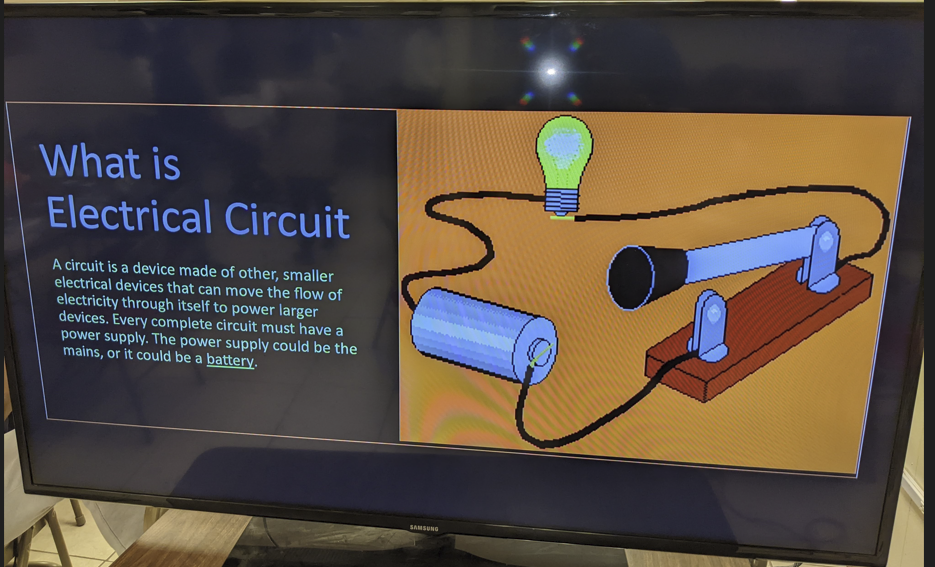 What is
Electrical Circuit
A circuit is a device made of other, smaller
electrical devices that can move the flow of
electricity through itself to power larger
devices. Every complete circuit must have a
power supply. The power supply could be the
mains, or it could be a battery.
SAMSUNG